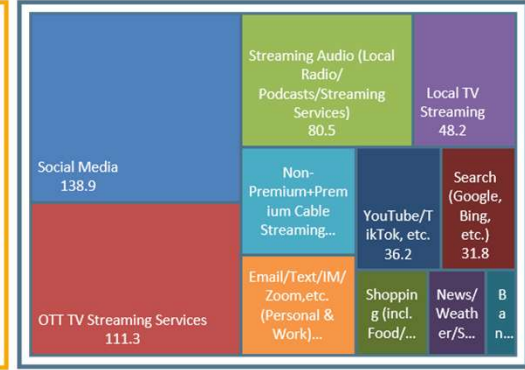 Social Media
138.9
OTT TV Streaming Services
111.3
Streaming Audio (Local
Radio/
Podcasts/Streaming
Services)
80.5
Local TV
Streaming
48.2
Non-
Premium+Prem
ium Cable
Streaming...
Email/Text/IM/
Zoom,etc.
(Personal &
Work)...
YouTube/T
ikTok, etc.
36.2
Search
(Google,
Bing,
etc.)
31.8
Shoppin
g (incl.
Food/...
News/
Weath
er/S...
B
a
n...